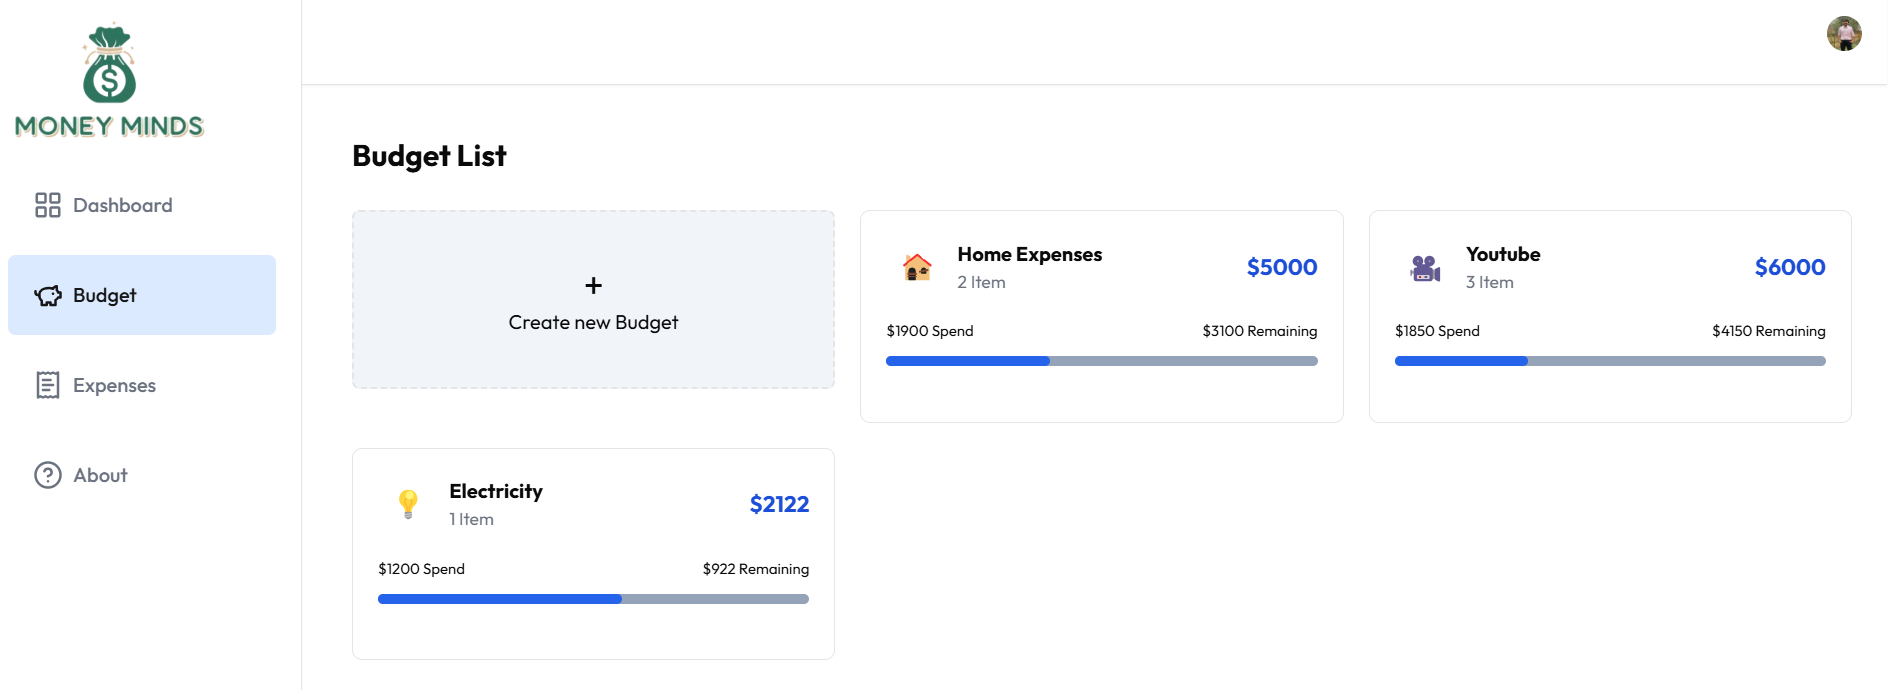 MONEY MINDS
Dashboard
Budget
Expenses
About
Budget List
+
Create new Budget
Home Expenses
2 Item
$5000
$1900 Spend
$3100 Remaining
Youtube
3 Item
$6000
$1850 Spend
$4150 Remaining
Electricity
1 Item
$2122
$1200 Spend
$922 Remaining